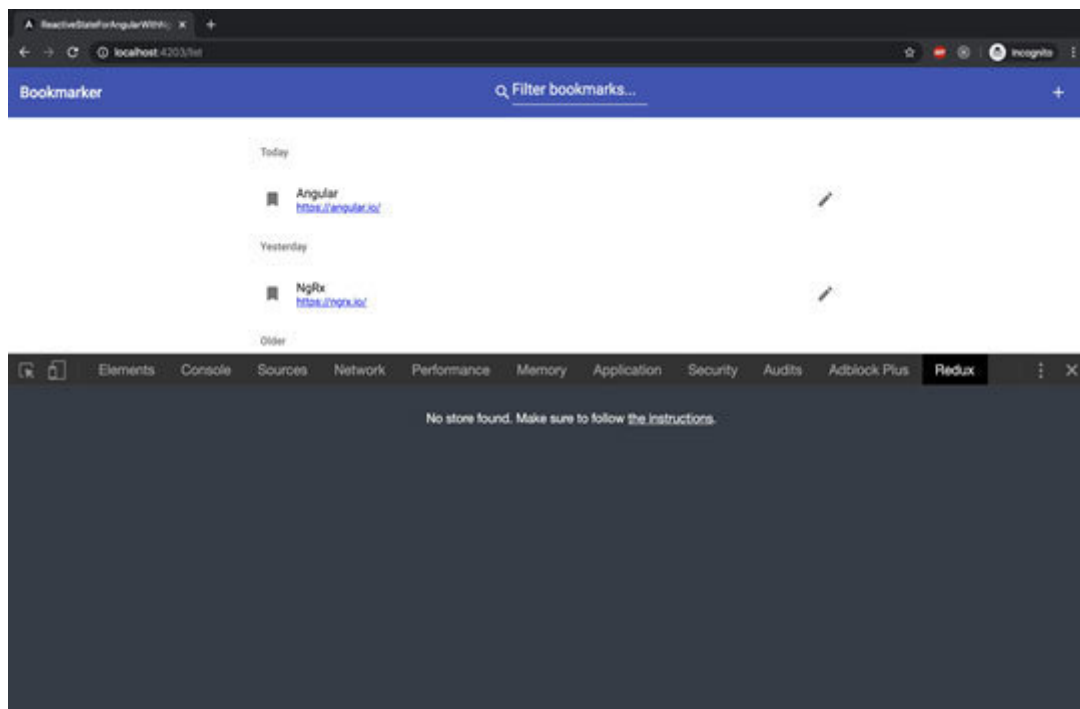 ReactiveStateForAngularWithNg
localhost:4203/list
Incognito
Bookmarker
Filter bookmarks...
Today
Angular
https://angular.io/
Yesterday
NgRx
https://ngrx.io/
Older
Elements Console Sources Network Performance Memory Application Security Audits Adblock Plus Redux
No store found. Make sure to follow the instructions.